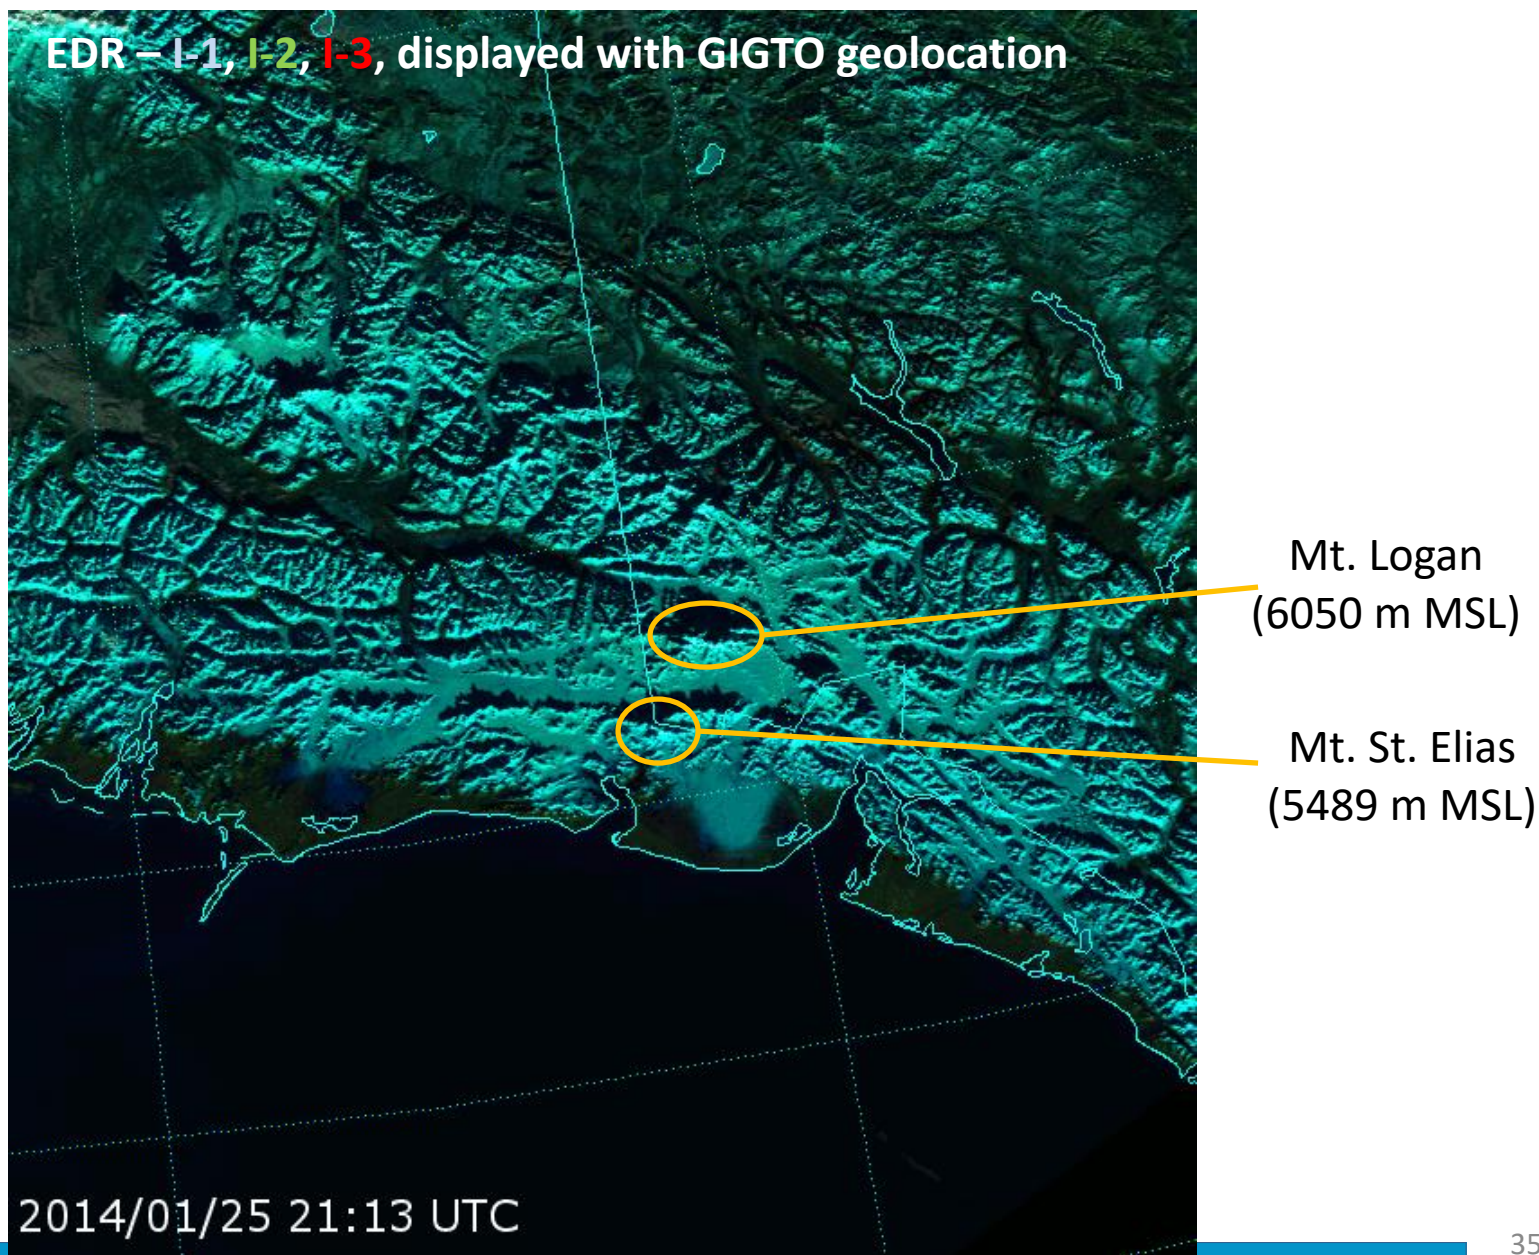 EDR – I-1, I-2, I-3, displayed with GIGTO geolocation
Mt. Logan
(6050 m MSL)
Mt. St. Elias
(5489 m MSL)
2014/01/25 21:13 UTC
35